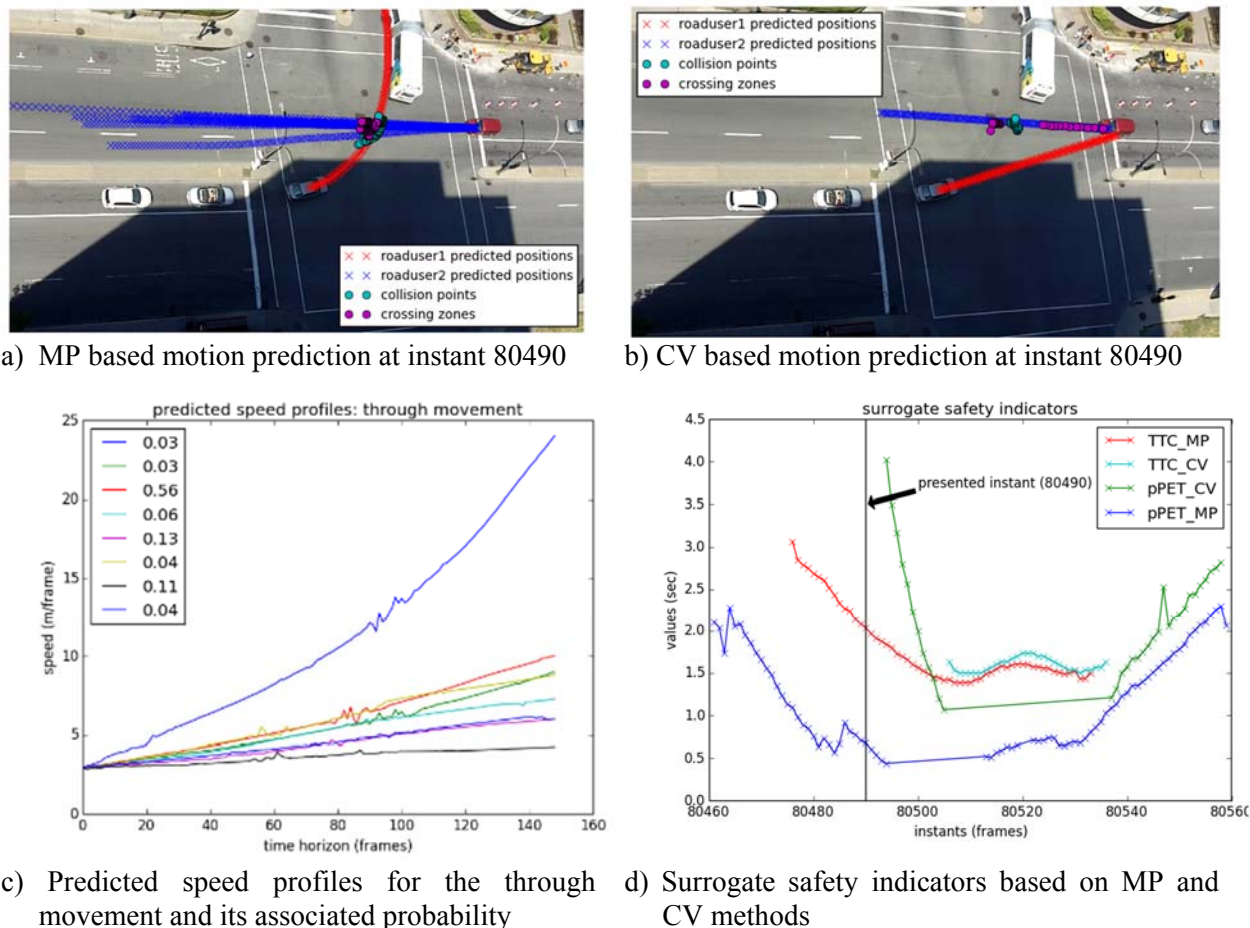 roaduser1 predicted positions
roaduser2 predicted positions
collision points
crossing zones
roaduser1 predicted positions
roaduser2 predicted positions
collision points
crossing zones
a) MP based motion prediction at instant 80490
b) CV based motion prediction at instant 80490
predicted speed profiles: through movement
speed (m/frame)
25
20
15
10
5
0
0.03
0.03
0.56
0.06
0.13
0.04
0.11
0.04
0 20 40 60 80 100 120 140 160
time horizon (frames)
surrogate safety indicators
values (sec)
4.5
4.0
3.5
3.0
2.5
2.0
1.5
1.0
0.5
0.0
TTC_MP
TTC_CV
pPET_CV
pPET_MP
presented instant (80490)
80460 80480 80500 80520 80540 80560
instants (frames)
c) Predicted speed profiles for the through
movement and its associated probability
d) Surrogate safety indicators based on MP and
CV methods